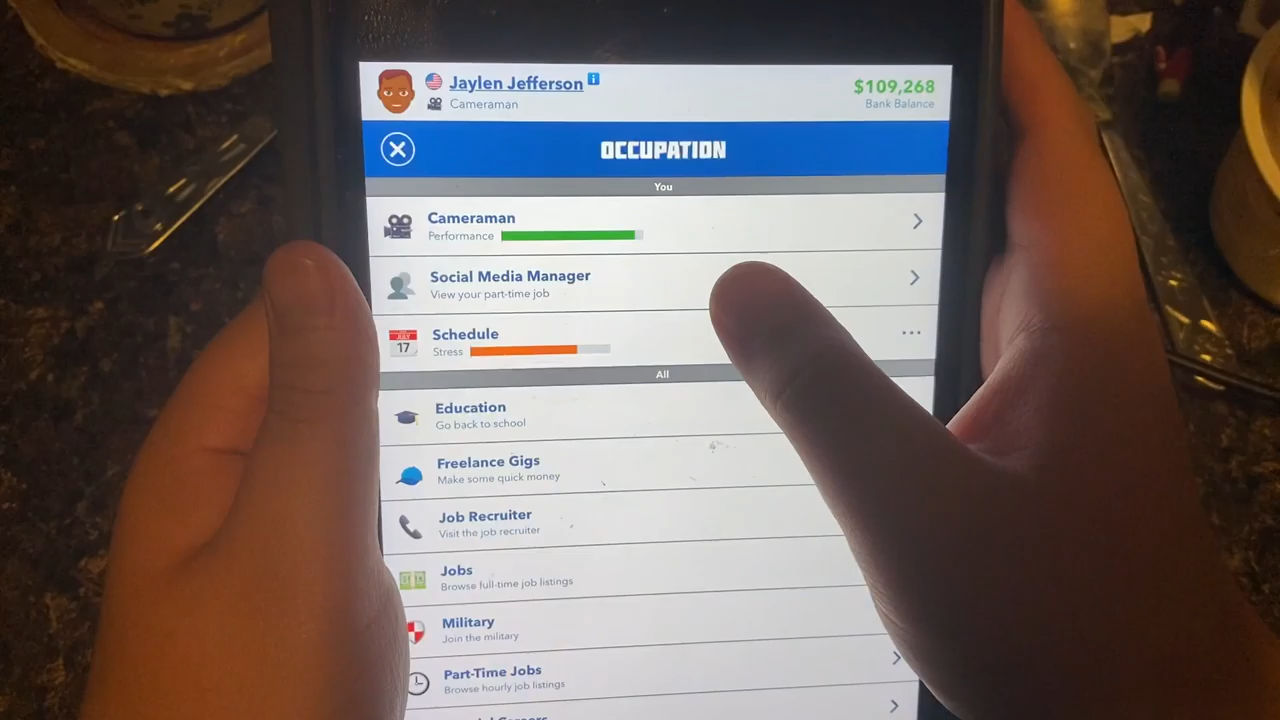 Jaylen Jefferson i
Cameraman
$109,268
Bank Balance
OCCUPATION
You
Cameraman
Performance
Social Media Manager
View your part-time job
JULY
17
Schedule
Stress
All
Education
Go back to school
Freelance Gigs
Make some quick money
Job Recruiter
Visit the job recruiter
Jobs
Browse full-time job listings
Military
Join the military
Part-Time Jobs
Browse hourly job listings